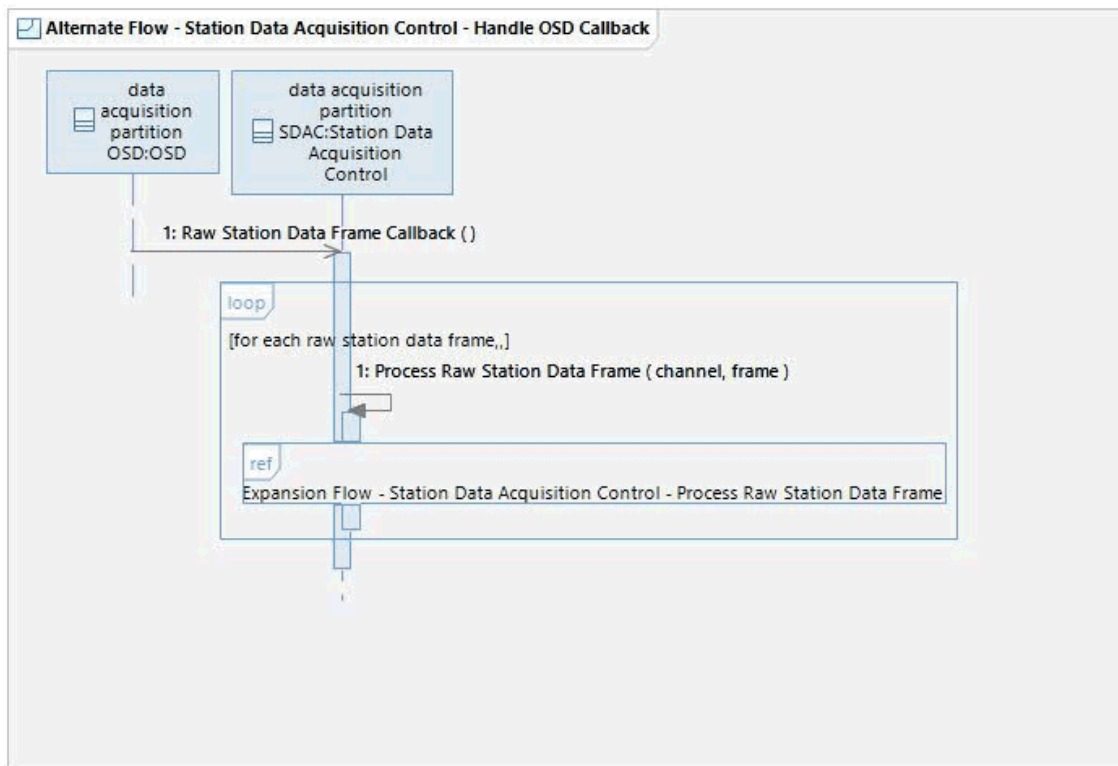 Alternate Flow - Station Data Acquisition Control - Handle OSD Callback
data
acquisition
partition
OSD:OSD
data acquisition
partition
SDAC:Station Data
Acquisition
Control
1: Raw Station Data Frame Callback ( )
loop
[for each raw station data frame,,]
1: Process Raw Station Data Frame ( channel, frame )
ref
Expansion Flow - Station Data Acquisition Control - Process Raw Station Data Frame